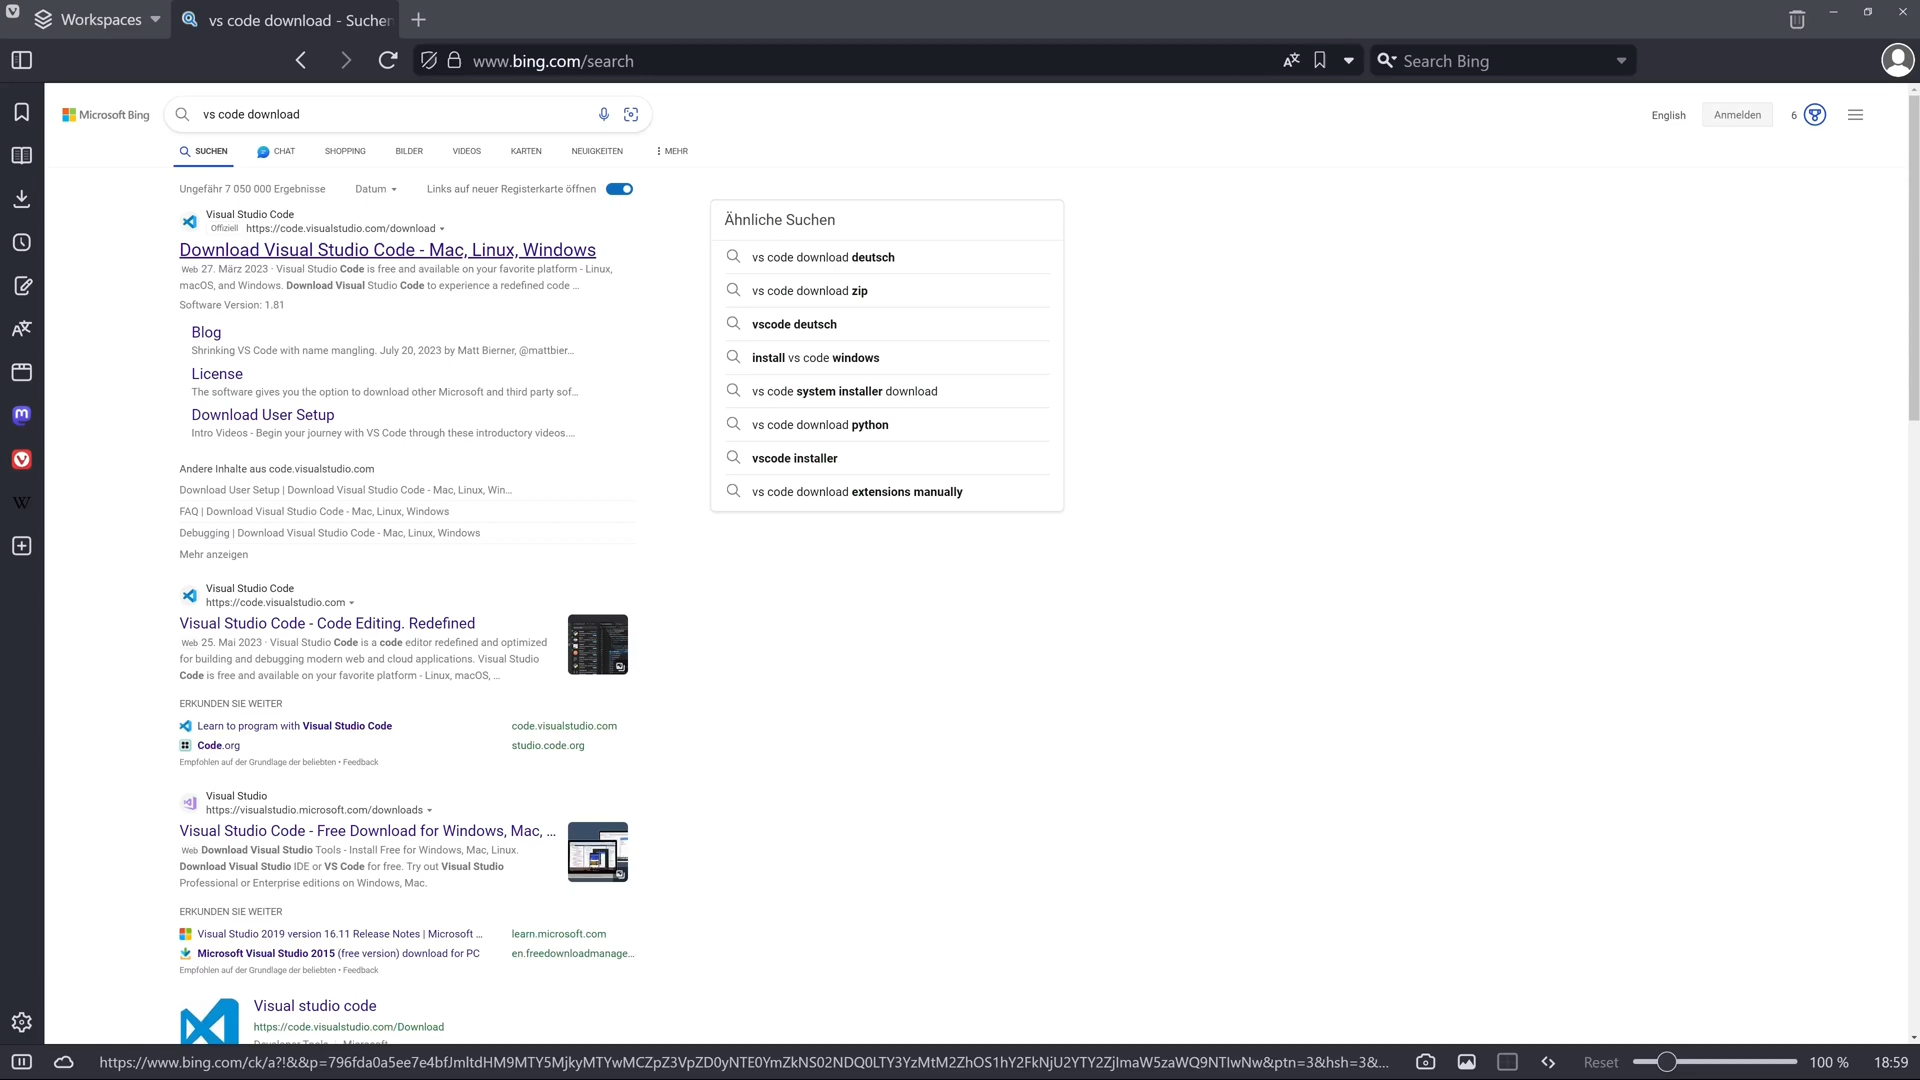 Workspaces
vs code download - Suchen
www.bing.com/search
Search Bing
Microsoft Bing
vs code download
English
Anmelden
6
SUCHEN
CHAT
SHOPPING
BILDER
VIDEOS
KARTEN
NEUIGKEITEN
MEHR
Ungefähr 7 050 000 Ergebnisse
Datum
Links auf neuer Registerkarte öffnen
Visual Studio Code
Offiziell https://code.visualstudio.com/download
Download Visual Studio Code - Mac, Linux, Windows
Web 27. März 2023 · Visual Studio Code is free and available on your favorite platform - Linux,
macOS, and Windows. Download Visual Studio Code to experience a redefined code ...
Software Version: 1.81
Blog
Shrinking VS Code with name mangling. July 20, 2023 by Matt Bierner, @mattbier...
License
The software gives you the option to download other Microsoft and third party sof...
Download User Setup
Intro Videos - Begin your journey with VS Code through these introductory videos....
Andere Inhalte aus code.visualstudio.com
Download User Setup | Download Visual Studio Code - Mac, Linux, Win...
FAQ | Download Visual Studio Code - Mac, Linux, Windows
Debugging | Download Visual Studio Code - Mac, Linux, Windows
Mehr anzeigen
Visual Studio Code
https://code.visualstudio.com
Visual Studio Code - Code Editing. Redefined
Web 25. Mai 2023 · Visual Studio Code is a code editor redefined and optimized
for building and debugging modern web and cloud applications. Visual Studio
Code is free and available on your favorite platform - Linux, macOS, ...
ERKUNDEN SIE WEITER
Learn to program with Visual Studio Code
code.visualstudio.com
Code.org
studio.code.org
Empfohlen auf der Grundlage der beliebten • Feedback
Visual Studio
https://visualstudio.microsoft.com/downloads
Visual Studio Code - Free Download for Windows, Mac, ...
Web Download Visual Studio Tools - Install Free for Windows, Mac, Linux.
Download Visual Studio IDE or VS Code for free. Try out Visual Studio
Professional or Enterprise editions on Windows, Mac.
ERKUNDEN SIE WEITER
Visual Studio 2019 version 16.11 Release Notes | Microsoft ...
learn.microsoft.com
Microsoft Visual Studio 2015 (free version) download for PC
en.freedownloadmanage...
Empfohlen auf der Grundlage der beliebten • Feedback
Visual studio code
https://code.visualstudio.com/Download
Ähnliche Suchen
vs code download deutsch
vs code download zip
vscode deutsch
install vs code windows
vs code system installer download
vs code download python
vscode installer
vs code download extensions manually
Reset
100 %
18:59